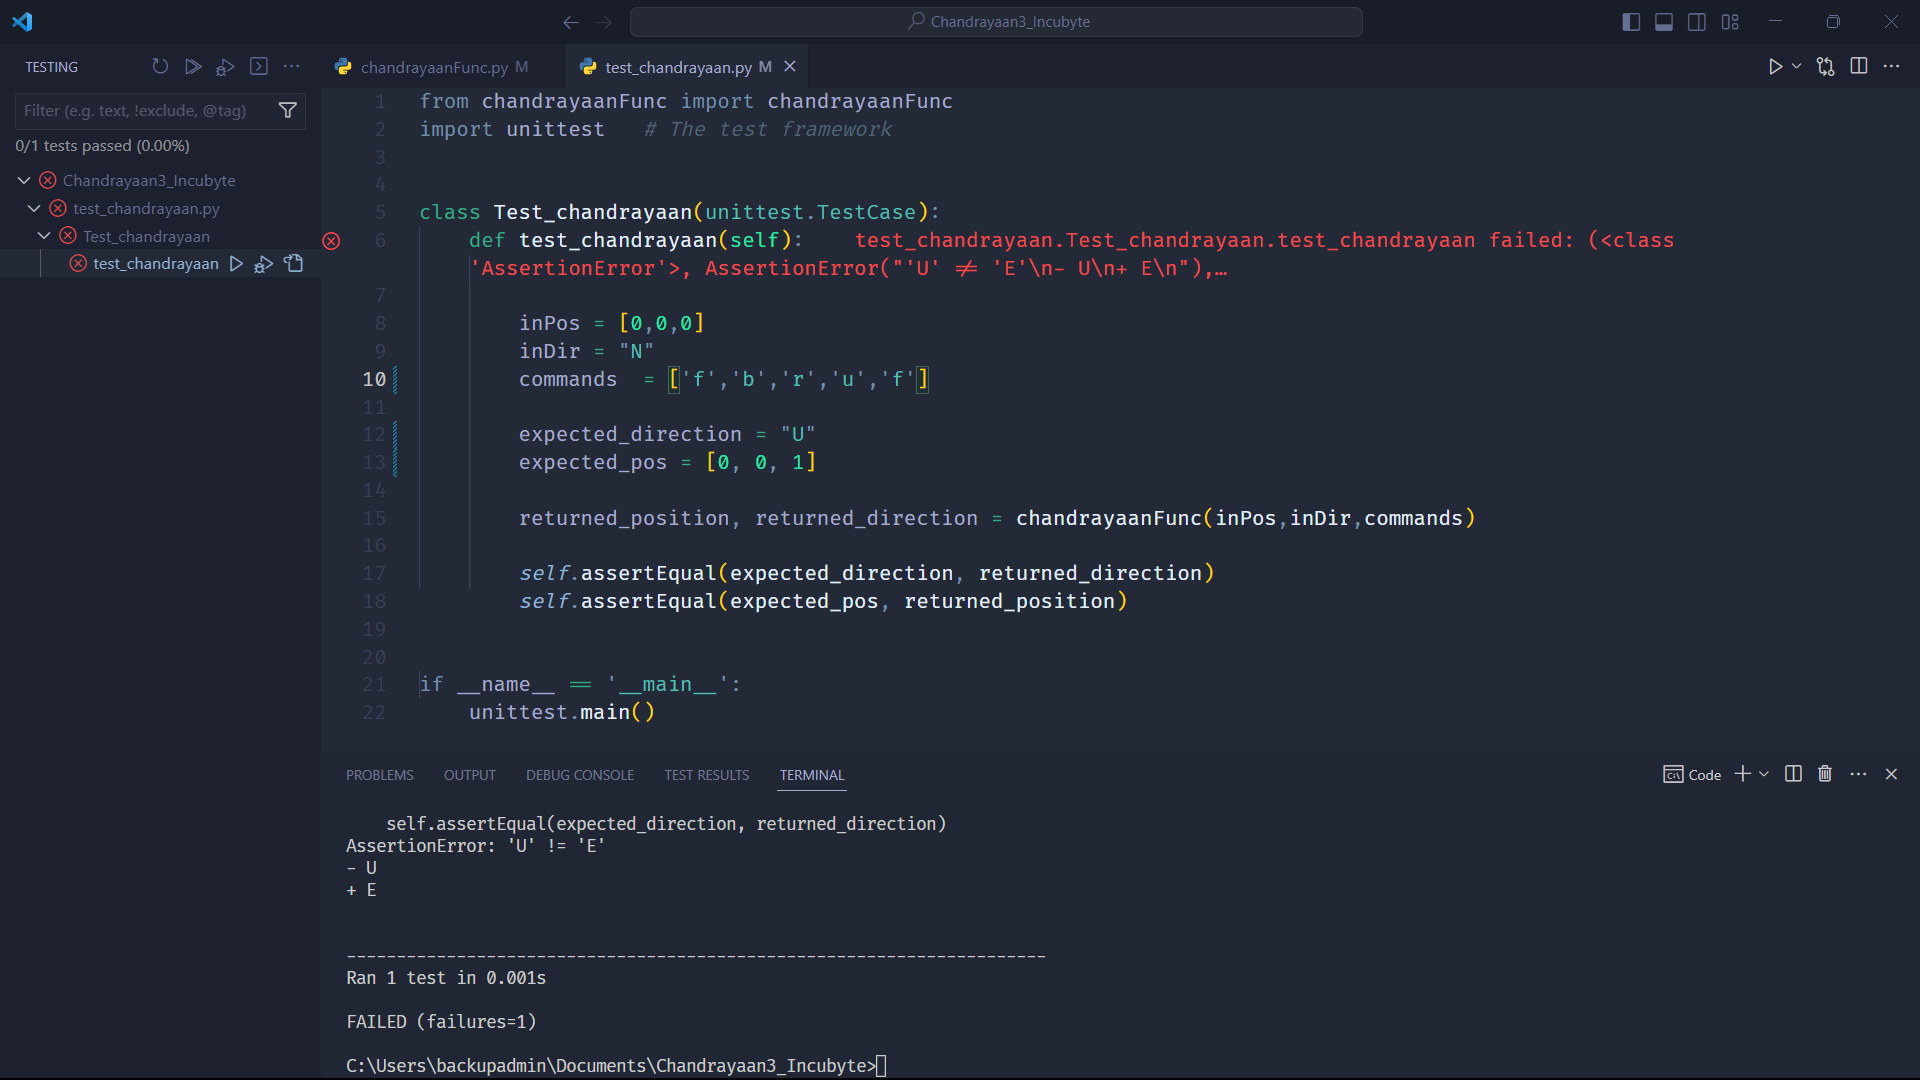 Chandrayaan3_Incubyte
TESTING
chandrayaanFunc.py M
test_chandrayaan.py M
Filter (e.g. text, !exclude, @tag)
0/1 tests passed (0.00%)
Chandrayaan3_Incubyte
test_chandrayaan.py
Test_chandrayaan
test_chandrayaan
1 from chandrayaanFunc import chandrayaanFunc
2 import unittest # The test framework
3
4
5 class Test_chandrayaan(unittest.TestCase):
6 def test_chandrayaan(self): test_chandrayaan.Test_chandrayaan.test_chandrayaan failed: (<class
'AssertionError'>, AssertionError("'U' != 'E'\n- U\n+ E\n"),…
7
8 inPos = [0,0,0]
9 inDir = "N"
10 commands = ['f','b','r','u','f']
11
12 expected_direction = "U"
13 expected_pos = [0, 0, 1]
14
15 returned_position, returned_direction = chandrayaanFunc(inPos,inDir,commands)
16
17 self.assertEqual(expected_direction, returned_direction)
18 self.assertEqual(expected_pos, returned_position)
19
20
21 if __name__ == '__main__':
22 unittest.main()
PROBLEMS OUTPUT DEBUG CONSOLE TEST RESULTS TERMINAL
Code
self.assertEqual(expected_direction, returned_direction)
AssertionError: 'U' != 'E'
- U
+ E
----------------------------------------------------------------------
Ran 1 test in 0.001s
FAILED (failures=1)
C:\Users\backupadmin\Documents\Chandrayaan3_Incubyte>